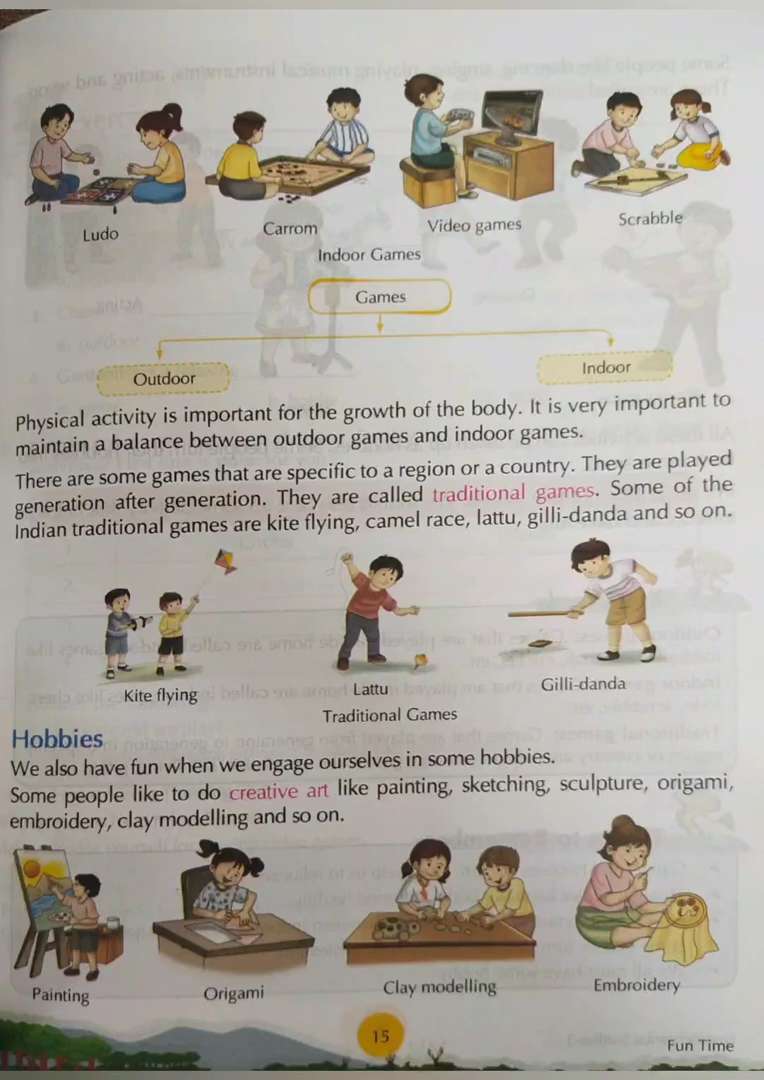 Ludo
Carrom
Video games
Scrabble
Indoor Games
Games
Outdoor
Indoor
Physical activity is important for the growth of the body. It is very important to
maintain a balance between outdoor games and indoor games.
There are some games that are specific to a region or a country. They are played
generation after generation. They are called traditional games. Some of the
Indian traditional games are kite flying, camel race, lattu, gilli-danda and so on.
Kite flying
Lattu
Gilli-danda
Traditional Games
Hobbies
We also have fun when we engage ourselves in some hobbies.
Some people like to do creative art like painting, sketching, sculpture, origami,
embroidery, clay modelling and so on.
Painting
Origami
Clay modelling
Embroidery
15
Fun Time